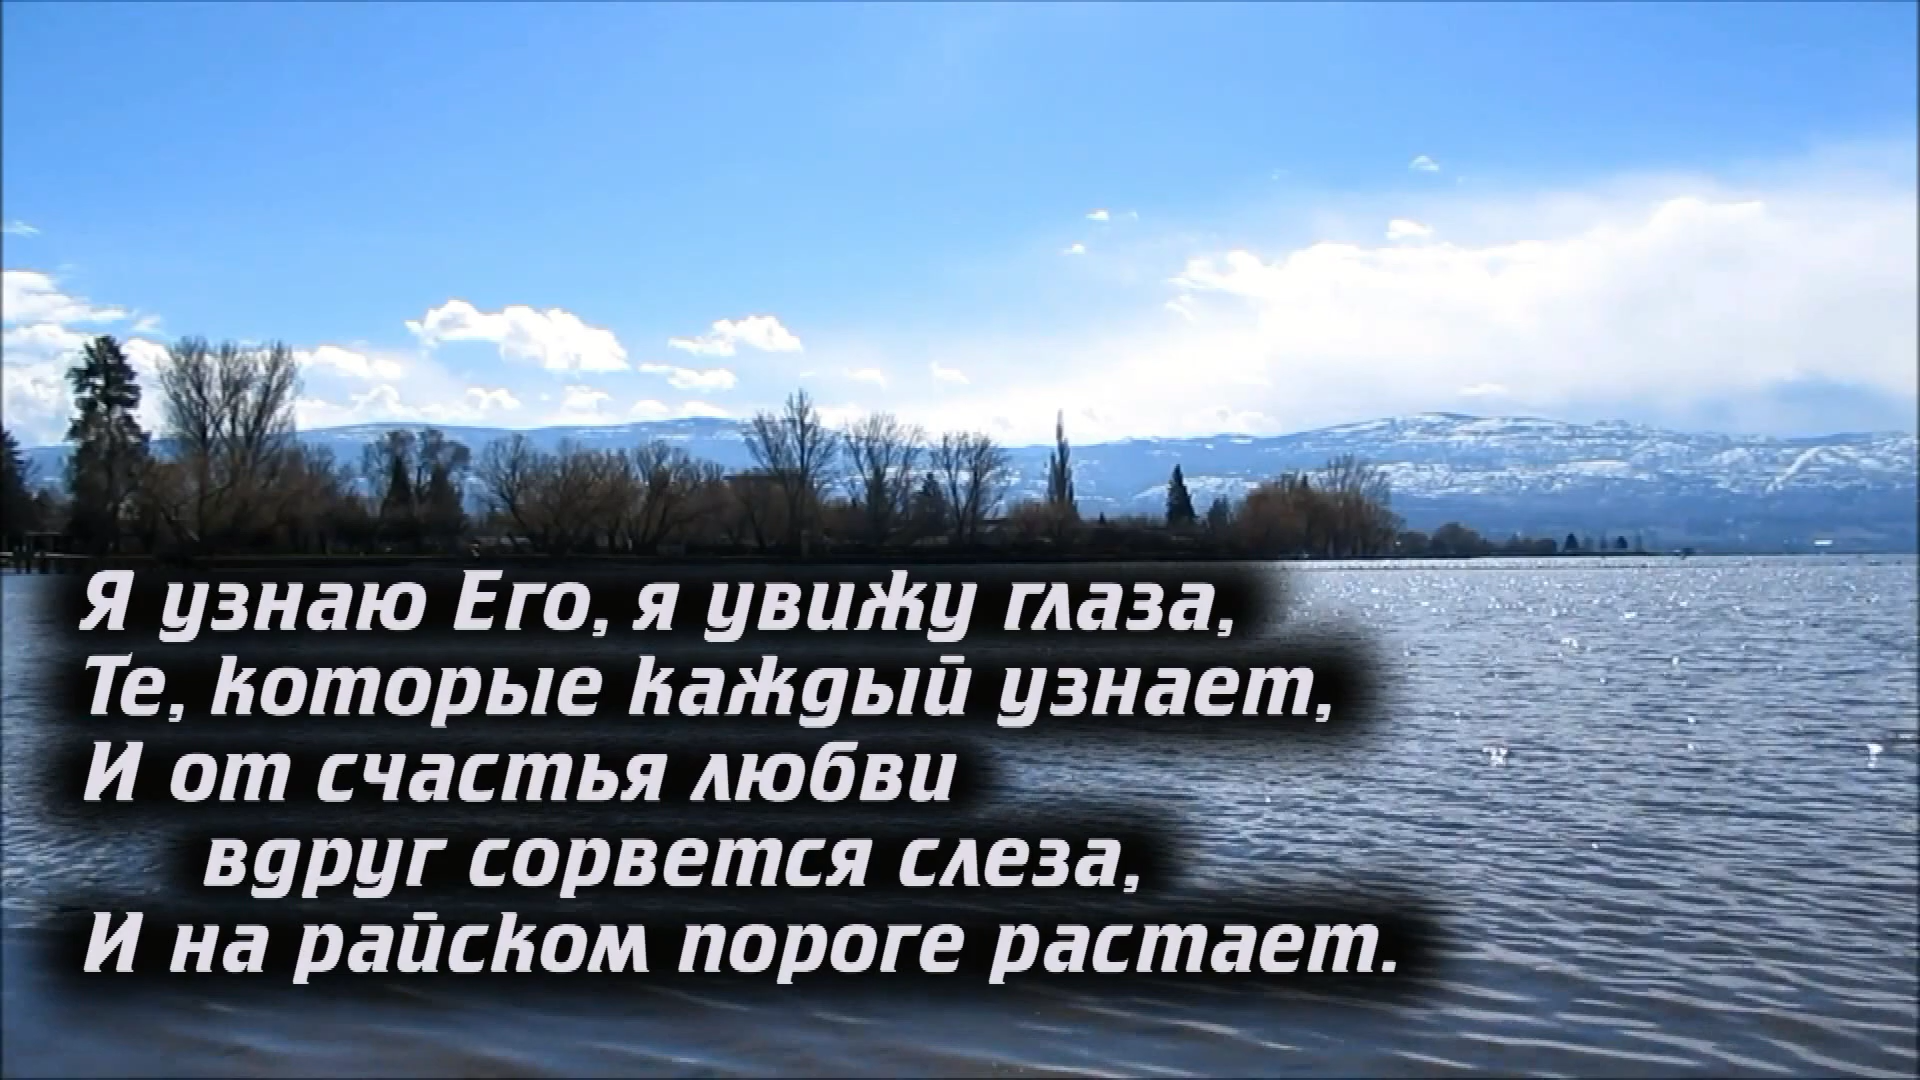 Я узнаю Его, я увижу глаза,
Те, которые каждый узнает,
И от счастья любви
вдруг сорвется слеза,
И на райском пороге растает.